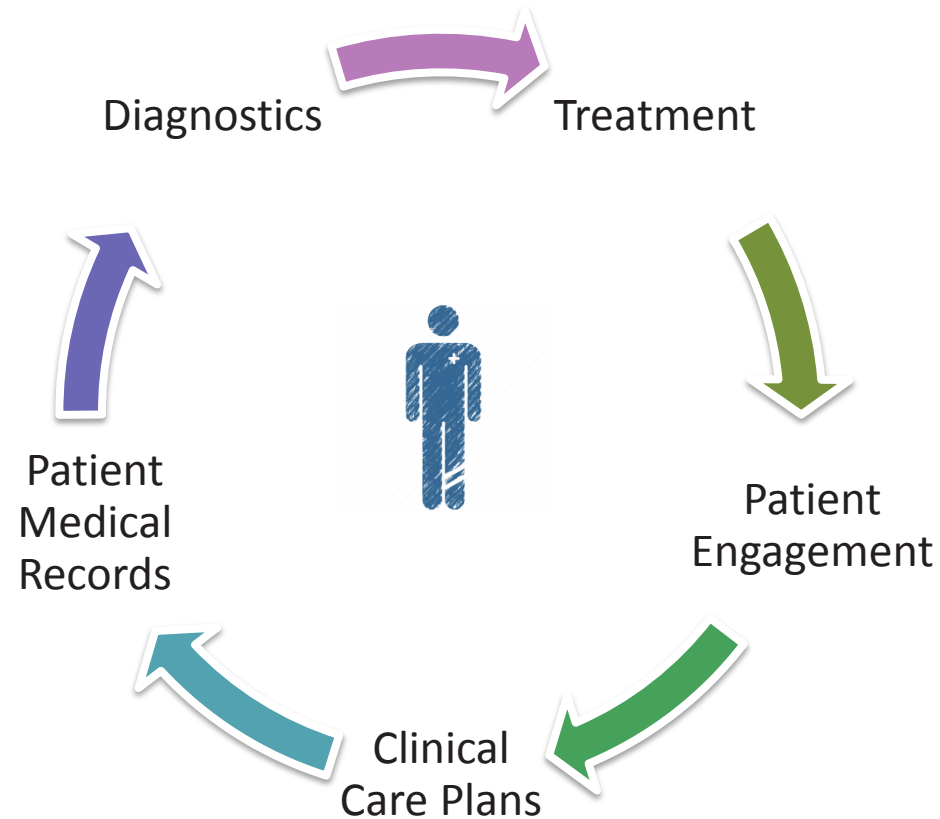 Diagnostics
Treatment
Patient
Engagement
Clinical
Care Plans
Patient
Medical
Records